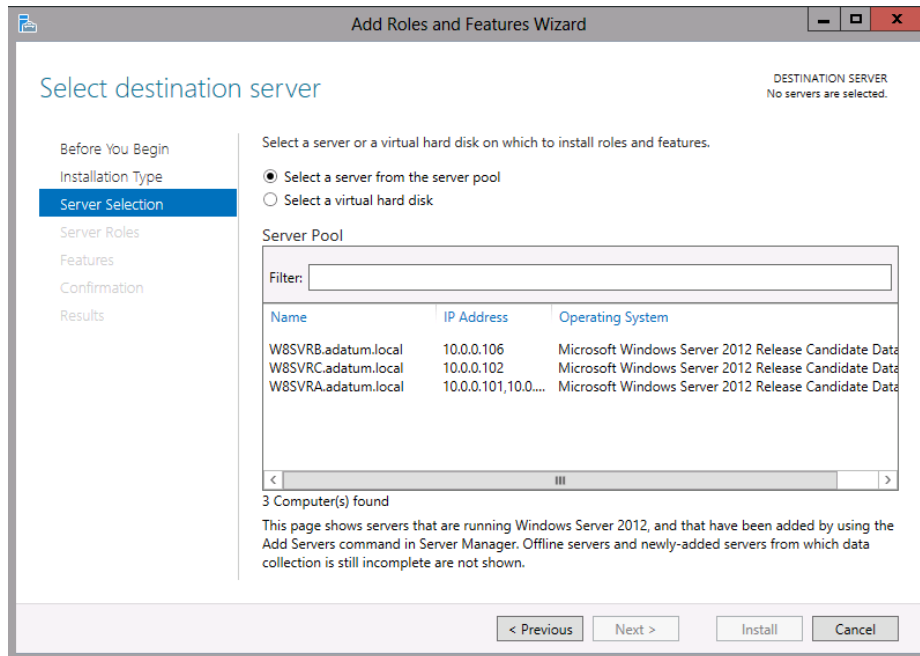 Add Roles and Features Wizard
Select destination server
DESTINATION SERVER
No servers are selected.
Before You Begin
Installation Type
Server Selection
Server Roles
Features
Confirmation
Results
Select a server or a virtual hard disk on which to install roles and features.
Select a server from the server pool
Select a virtual hard disk
Server Pool
Filter:
Name IP Address Operating System
W8SVRB.adatum.local 10.0.0.106 Microsoft Windows Server 2012 Release Candidate Data
W8SVRC.adatum.local 10.0.0.102 Microsoft Windows Server 2012 Release Candidate Data
W8SVRA.adatum.local 10.0.0.101,10.0.... Microsoft Windows Server 2012 Release Candidate Data
3 Computer(s) found
This page shows servers that are running Windows Server 2012, and that have been added by using the
Add Servers command in Server Manager. Offline servers and newly-added servers from which data
collection is still incomplete are not shown.
< Previous Next > Install Cancel